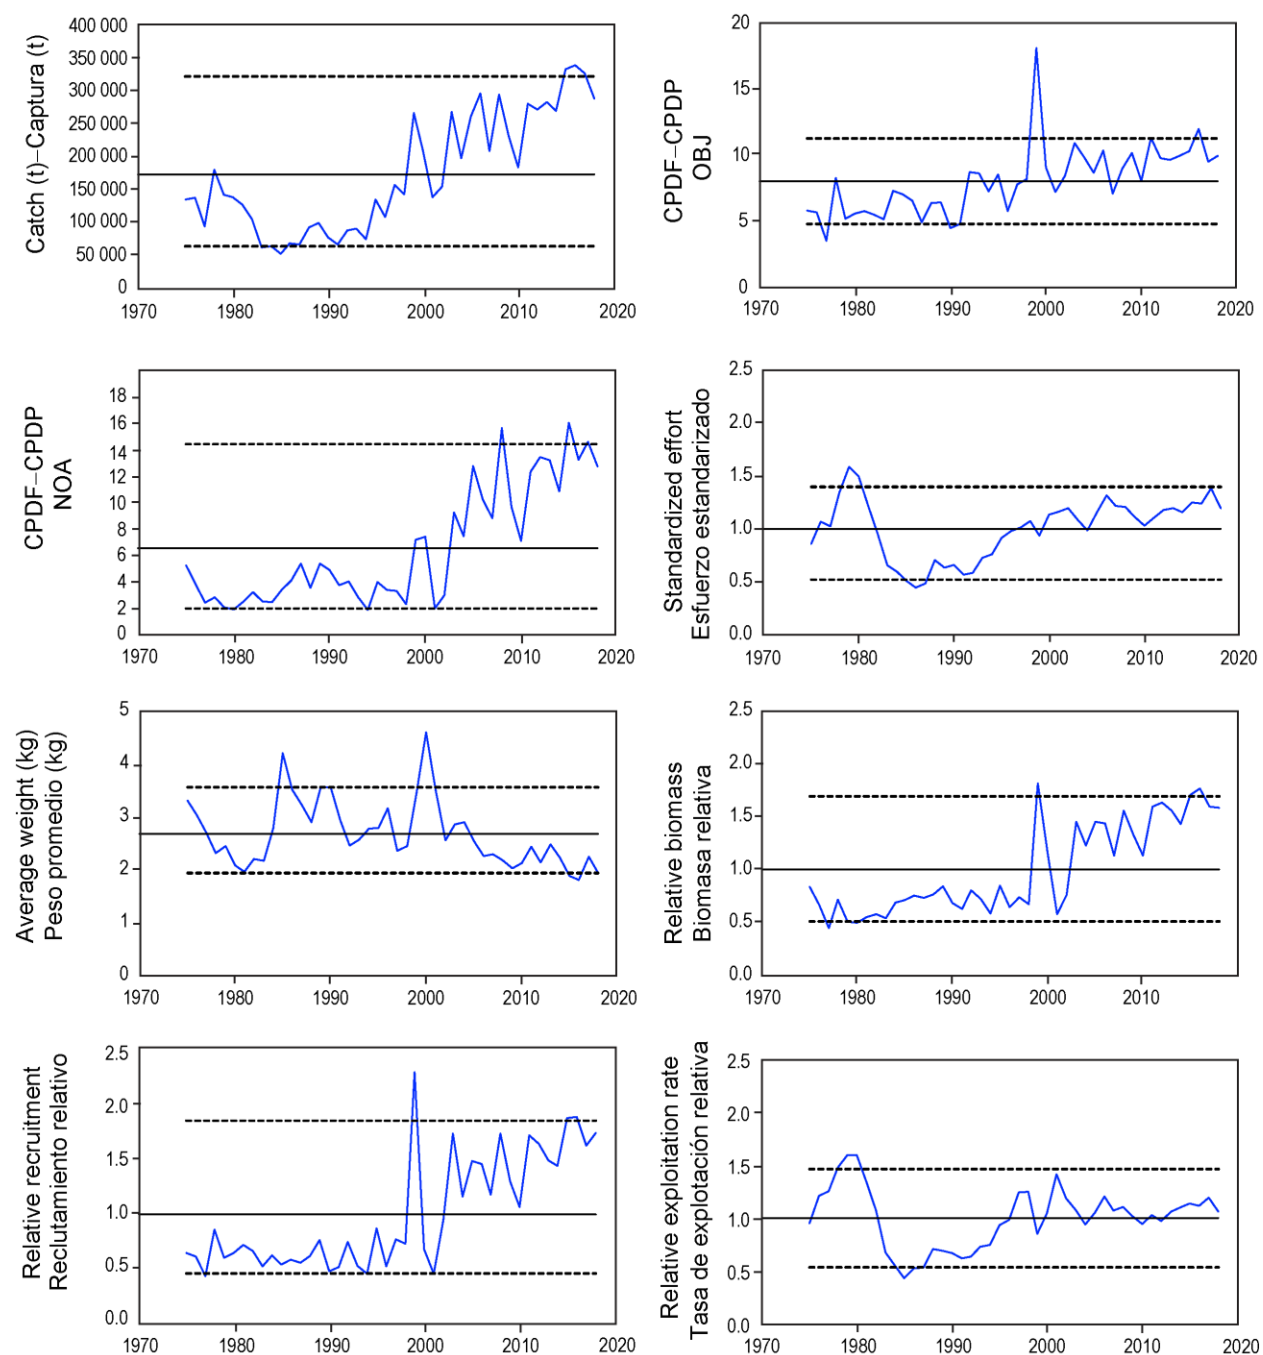 Catch (t)–Captura (t)
400 000
350 000
300 000
250 000
200 000
150 000
100 000
50 000
0
1970 1980 1990 2000 2010 2020
CPDF–CPDP
OBJ
20
15
10
5
0
1970 1980 1990 2000 2010 2020
CPDF–CPDP
NOA
18
16
14
12
10
8
6
4
2
0
1970 1980 1990 2000 2010 2020
Standardized effort
Esfuerzo estandarizado
2.5
2.0
1.5
1.0
0.5
0.0
1970 1980 1990 2000 2010 2020
Average weight (kg)
Peso promedio (kg)
5
4
3
2
1
0
1970 1980 1990 2000 2010 2020
Relative biomass
Biomasa relativa
2.5
2.0
1.5
1.0
0.5
0.0
1970 1980 1990 2000 2010
Relative recruitment
Reclutamiento relativo
2.5
2.0
1.5
1.0
0.5
0.0
1970 1980 1990 2000 2010 2020
Relative exploitation rate
Tasa de explotación relativa
2.5
2.0
1.5
1.0
0.5
0.0
1970 1980 1990 2000 2010 2020